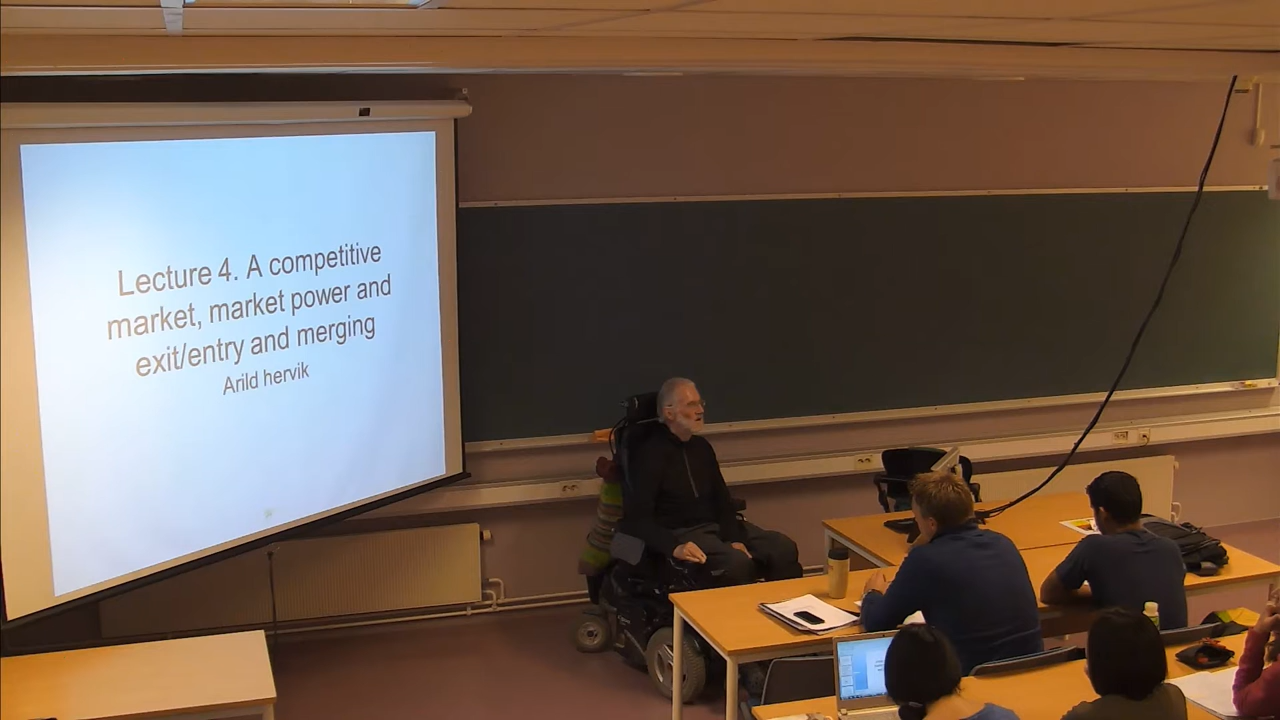 Lecture 4. A competitive
market, market power and
exit/entry and merging
Arild hervik